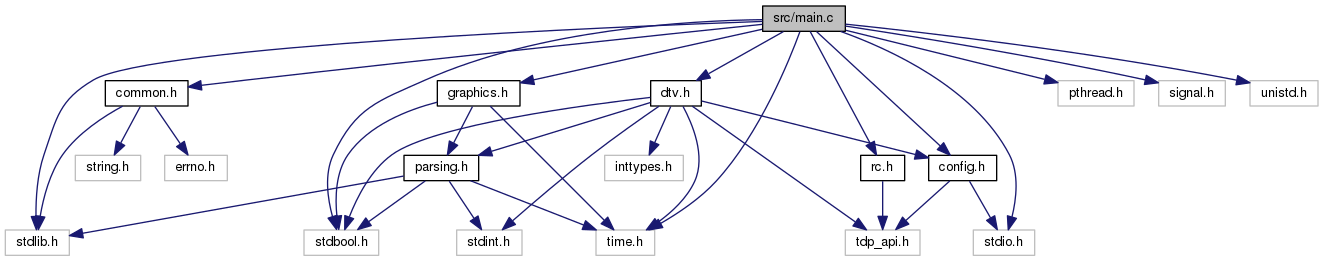 src/main.c
common.h
graphics.h
dtv.h
pthread.h
signal.h
unistd.h
string.h
errno.h
parsing.h
inttypes.h
rc.h
config.h
stdlib.h
stdbool.h
stdint.h
time.h
tdp_api.h
stdio.h